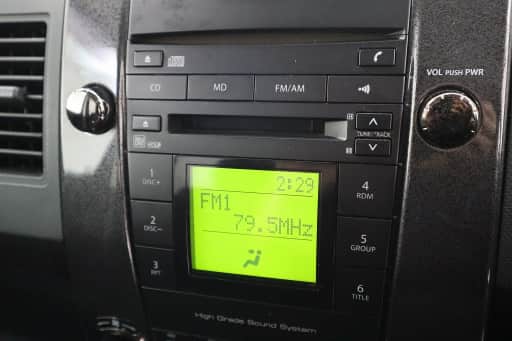 VOL PUSH PWR
CD
MD
FM/AM
TUNE/TRACK
1
DISC+
2
DISC−
3
RPT
2:29
FM1
79.5MHz
4
RDM
5
GROUP
6
TITLE
High Grade Sound System